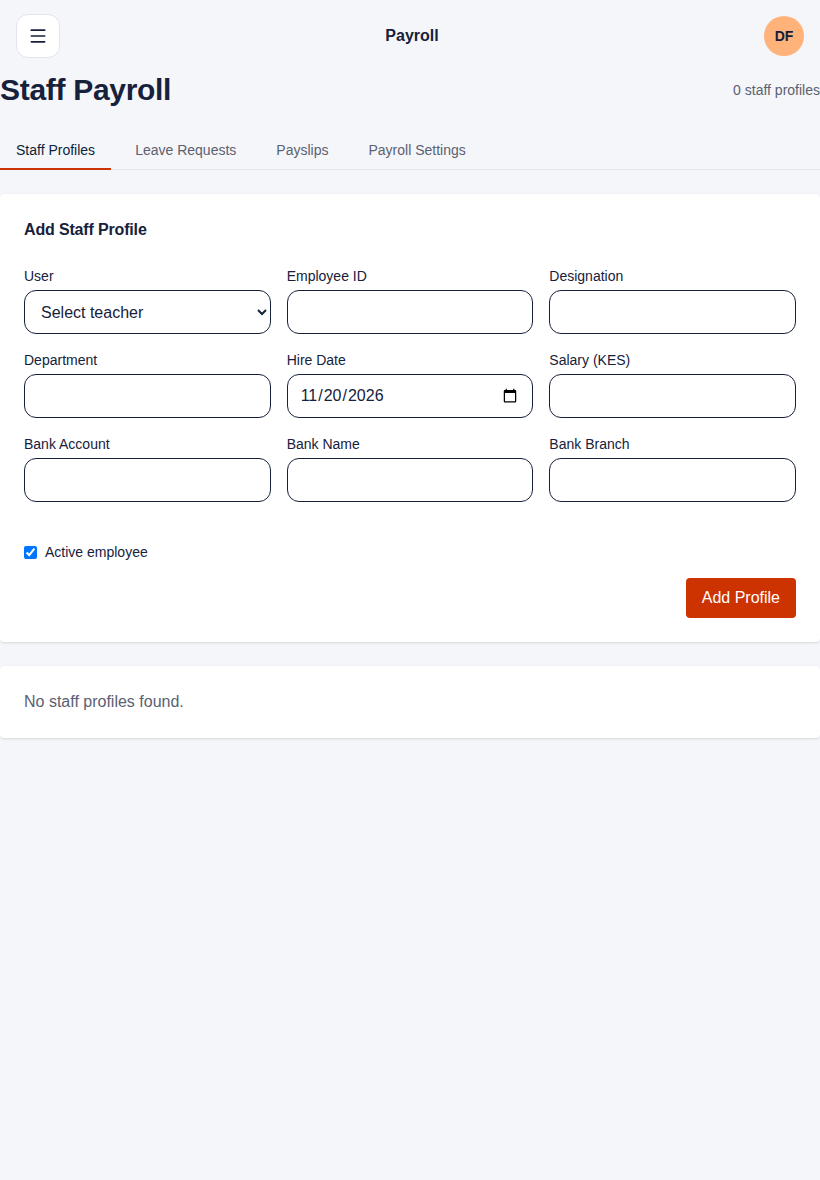 Payroll
DF
Staff Payroll
0 staff profiles
Staff Profiles Leave Requests Payslips Payroll Settings
Add Staff Profile
User Employee ID Designation
Select teacher
Department Hire Date Salary (KES)
11/20/2026
Bank Account Bank Name Bank Branch
Active employee
Add Profile
No staff profiles found.